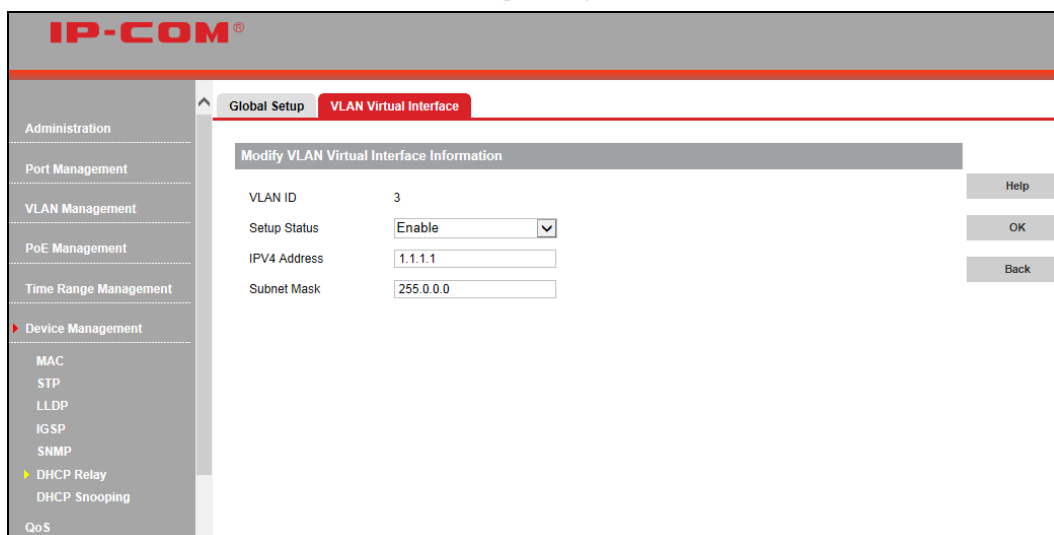 IP-COM®
Global Setup VLAN Virtual Interface
Administration
Port Management
VLAN Management
PoE Management
Time Range Management
Device Management
MAC
STP
LLDP
IGSP
SNMP
DHCP Relay
DHCP Snooping
QoS
Modify VLAN Virtual Interface Information
VLAN ID 3
Setup Status Enable
IPV4 Address 1.1.1.1
Subnet Mask 255.0.0.0
Help
OK
Back